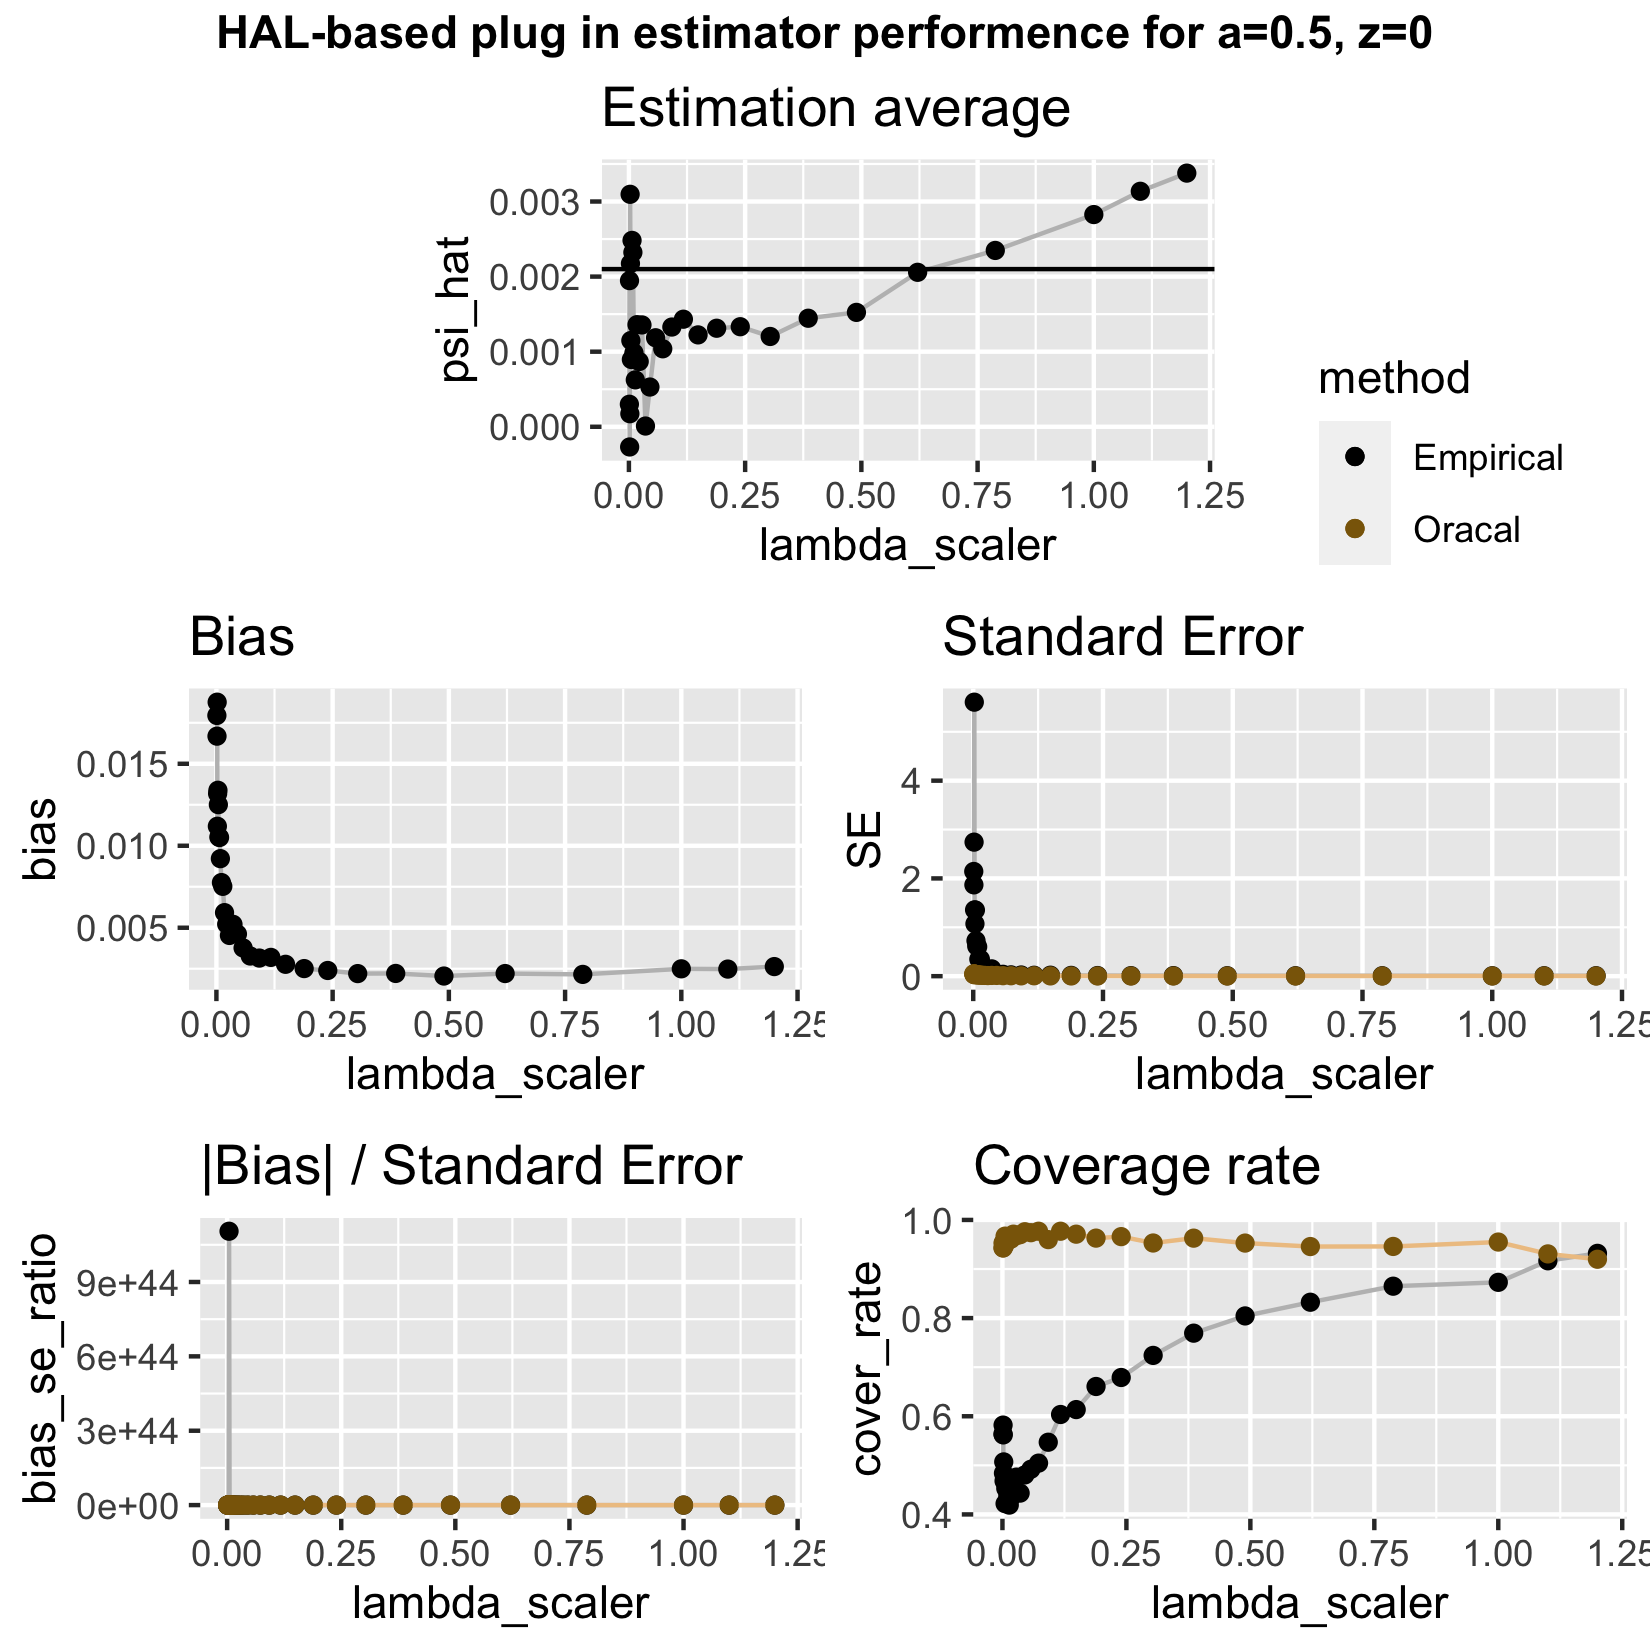 HAL-based plug in estimator performence for a=0.5, z=0
Estimation average
psi_hat
0.003
0.002
0.001
0.000
0.00 0.25 0.50 0.75 1.00 1.25
lambda_scaler
method
Empirical
Oracal
Bias
bias
0.015
0.010
0.005
0.00 0.25 0.50 0.75 1.00 1.25
lambda_scaler
Standard Error
SE
4
2
0
0.00 0.25 0.50 0.75 1.00 1.25
lambda_scaler
|Bias| / Standard Error
bias_se_ratio
9e+44
6e+44
3e+44
0e+00
0.00 0.25 0.50 0.75 1.00 1.25
lambda_scaler
Coverage rate
cover_rate
1.0
0.8
0.6
0.4
0.00 0.25 0.50 0.75 1.00 1.25
lambda_scaler